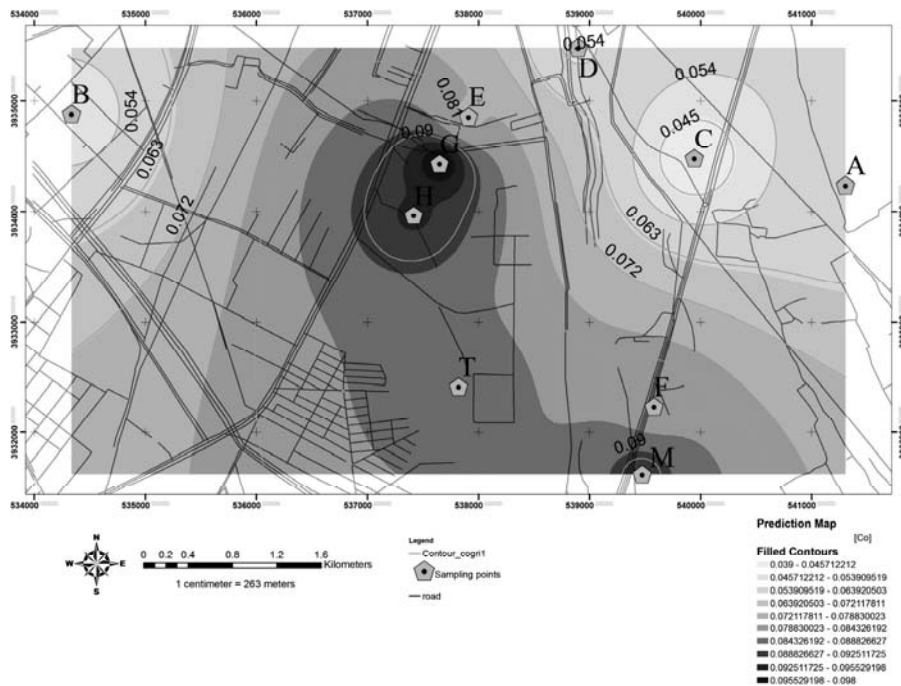 534000 535000 536000 537000 538000 539000 540000 541000
0.054
D
0.054
3935000
B
0.054
0.081
E
0.045
C
3935000
0.063
0.09
G
A
3934000
0.072
H
0.063
0.072
3934000
3933000
3933000
T
F
3932000
0.09
M
3932000
534000 535000 536000 537000 538000 539000 540000 541000
N
W E
S
0 0.2 0.4 0.8 1.2 1.6
Kilometers
1 centimeter = 263 meters
Legend
Contour_cogri1
Sampling points
road
Prediction Map
[Co]
Filled Contours
0.039 - 0.045712212
0.045712212 - 0.053909519
0.053909519 - 0.063920503
0.063920503 - 0.072117811
0.072117811 - 0.078830023
0.078830023 - 0.084326192
0.084326192 - 0.088826627
0.088826627 - 0.092511725
0.092511725 - 0.095529198
0.095529198 - 0.098